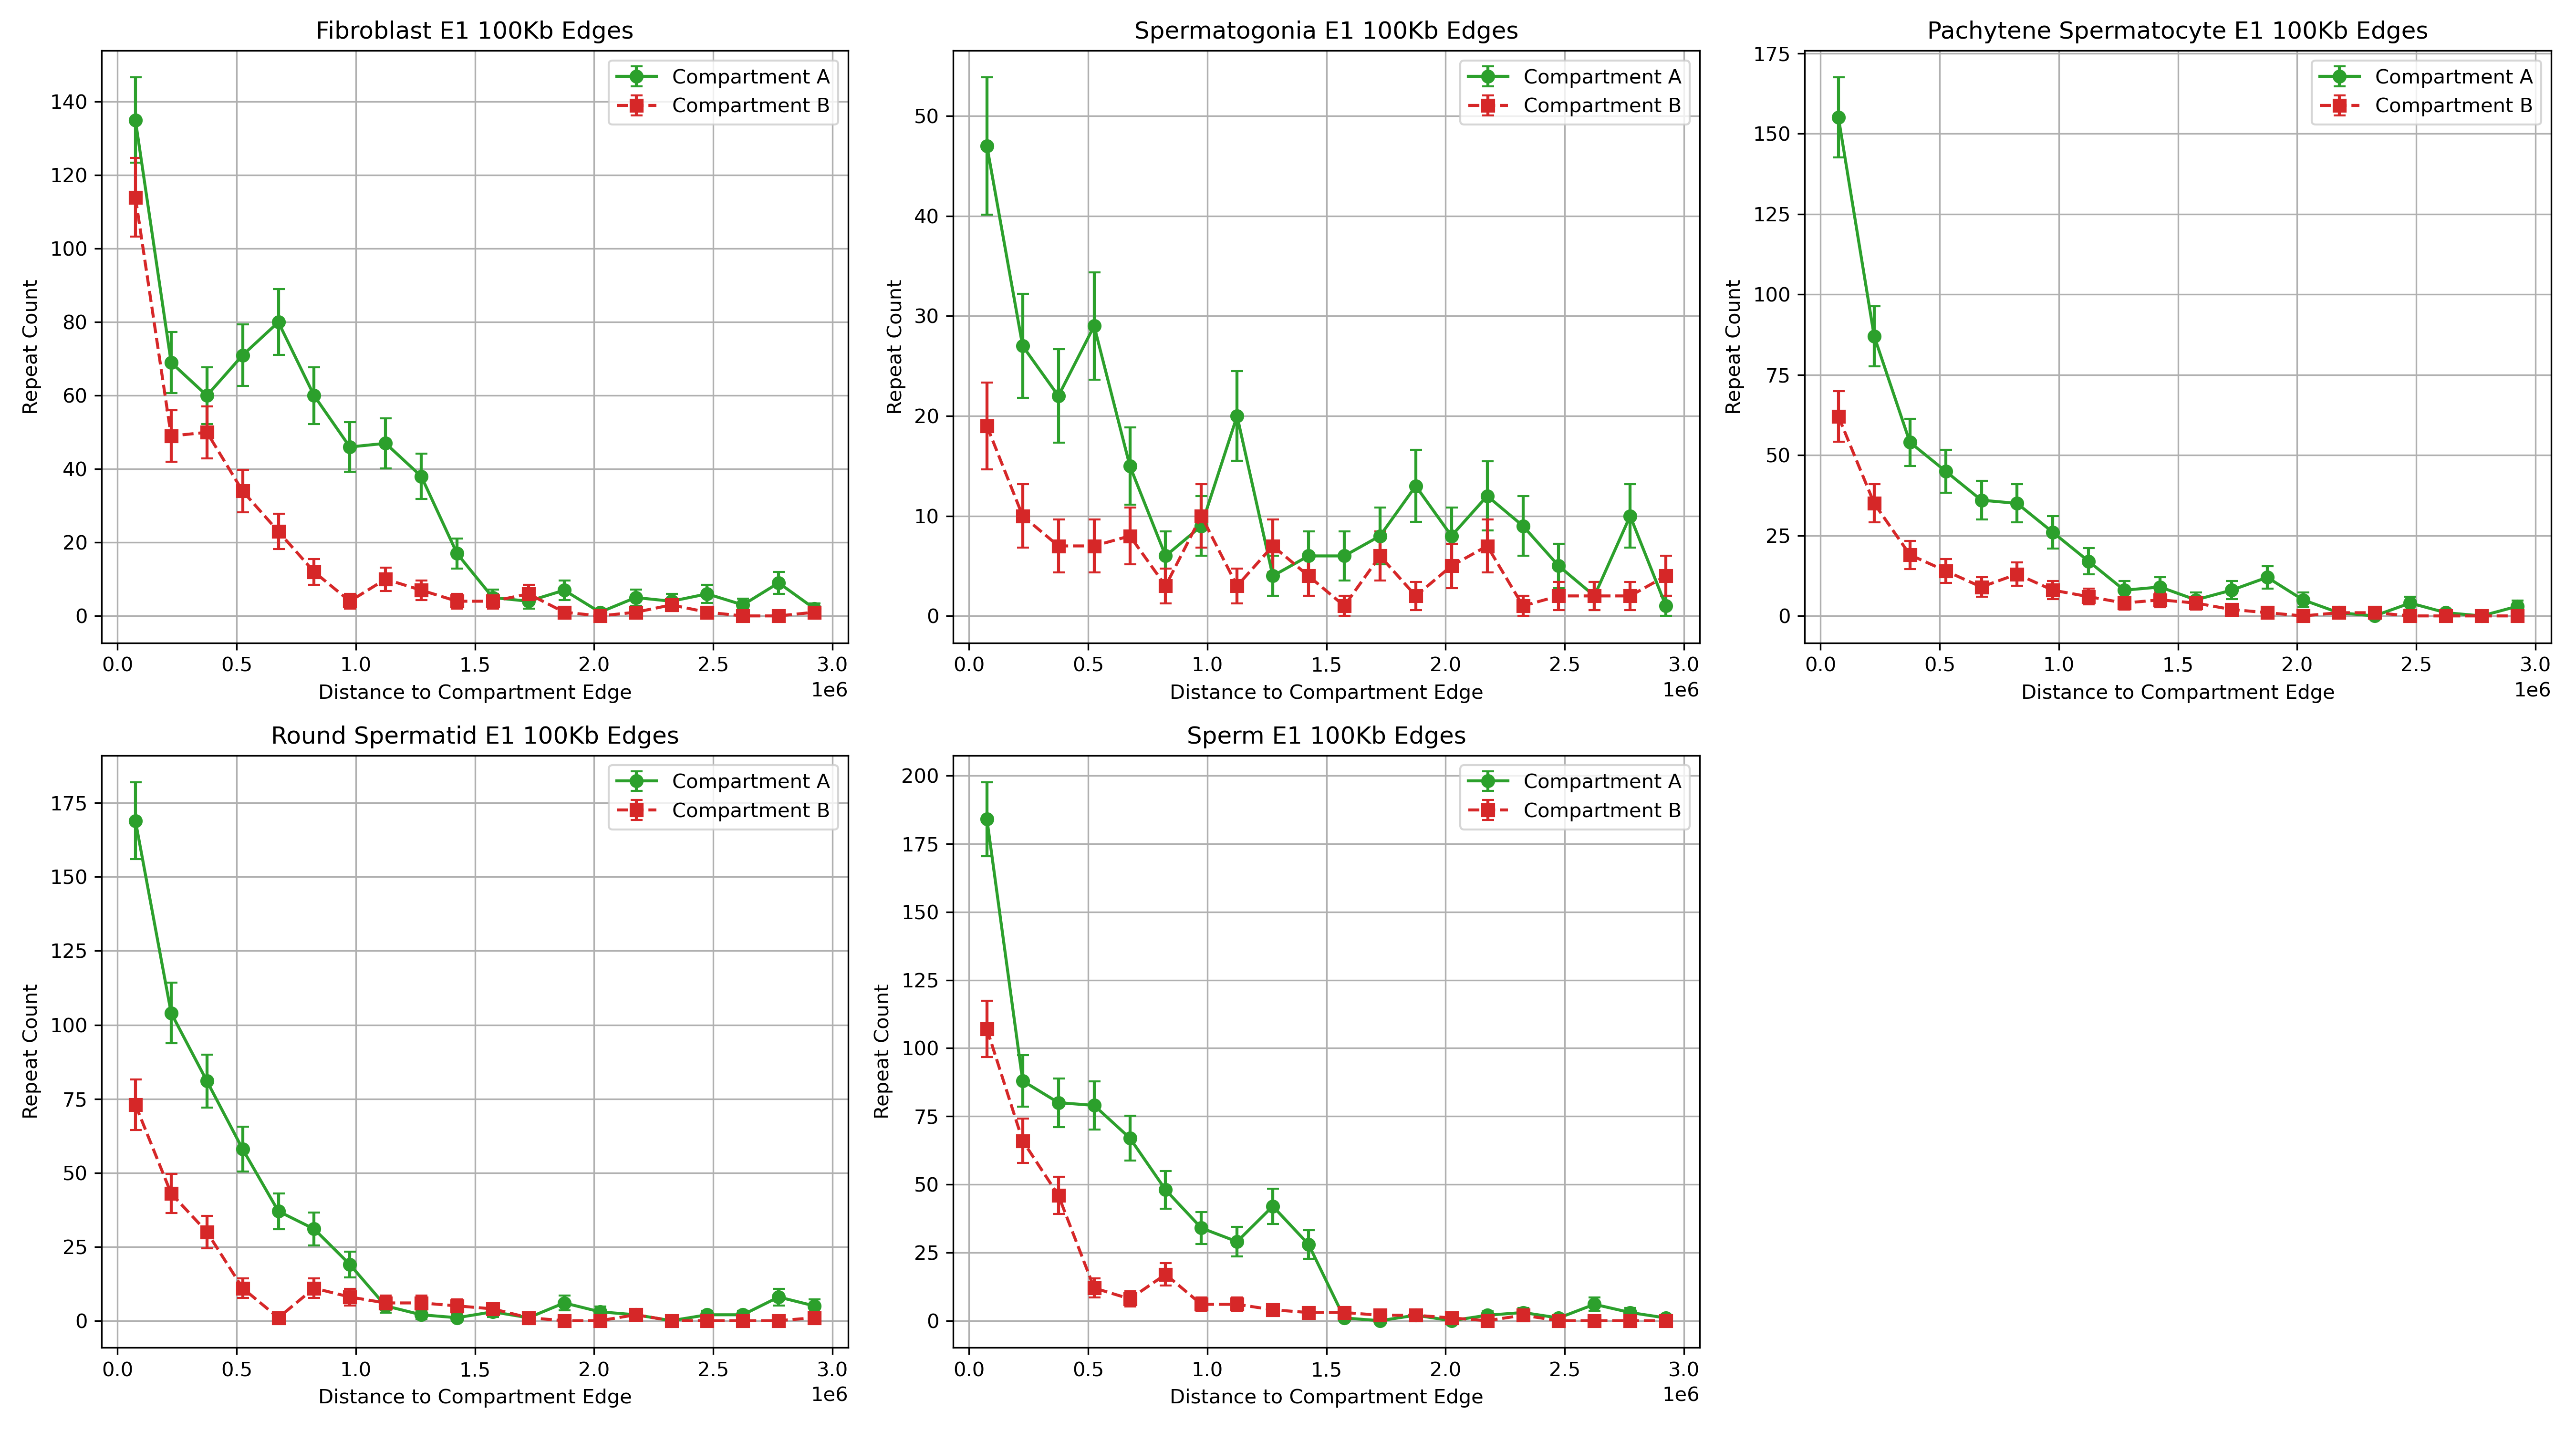 Fibroblast E1 100Kb Edges
Repeat Count
140
120
100
80
60
40
20
0
Compartment A
Compartment B
0.0 0.5 1.0 1.5 2.0 2.5 3.0
1e6
Distance to Compartment Edge
Spermatogonia E1 100Kb Edges
Repeat Count
50
40
30
20
10
0
Compartment A
Compartment B
0.0 0.5 1.0 1.5 2.0 2.5 3.0
1e6
Distance to Compartment Edge
Pachytene Spermatocyte E1 100Kb Edges
Repeat Count
175
150
125
100
75
50
25
0
Compartment A
Compartment B
0.0 0.5 1.0 1.5 2.0 2.5 3.0
1e6
Distance to Compartment Edge
Round Spermatid E1 100Kb Edges
Repeat Count
175
150
125
100
75
50
25
0
Compartment A
Compartment B
0.0 0.5 1.0 1.5 2.0 2.5 3.0
1e6
Distance to Compartment Edge
Sperm E1 100Kb Edges
Repeat Count
200
175
150
125
100
75
50
25
0
Compartment A
Compartment B
0.0 0.5 1.0 1.5 2.0 2.5 3.0
1e6
Distance to Compartment Edge